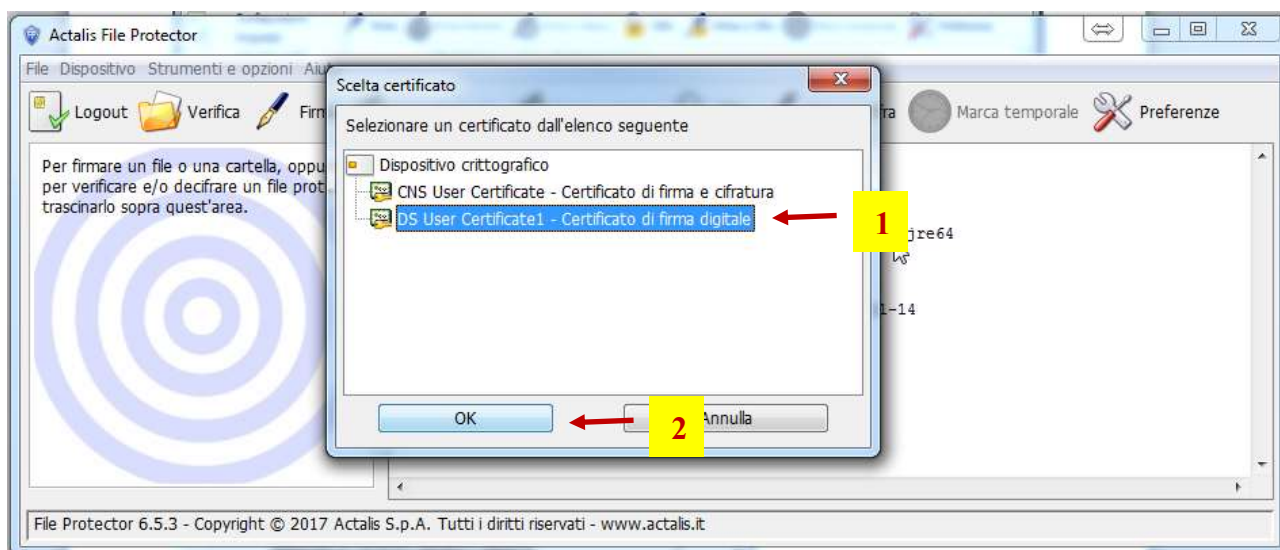 Actalis File Protector
File Dispositivo Strumenti e opzioni
Logout Verifica Marca temporale Preferenze
Per firmare un file o una cartella,
per verificare e/o decifrare un file
trascinarlo sopra quest'area.
Scelta certificato
Selezionare un certificato dall'elenco seguente
Dispositivo crittografico
CNS User Certificate - Certificato di firma e cifratura
DS User Certificate1 - Certificato di firma digitale
1
jre64
-14
OK
2
Annulla
File Protector 6.5.3 - Copyright © 2017 Actalis S.p.A. Tutti i diritti riservati - www.actalis.it